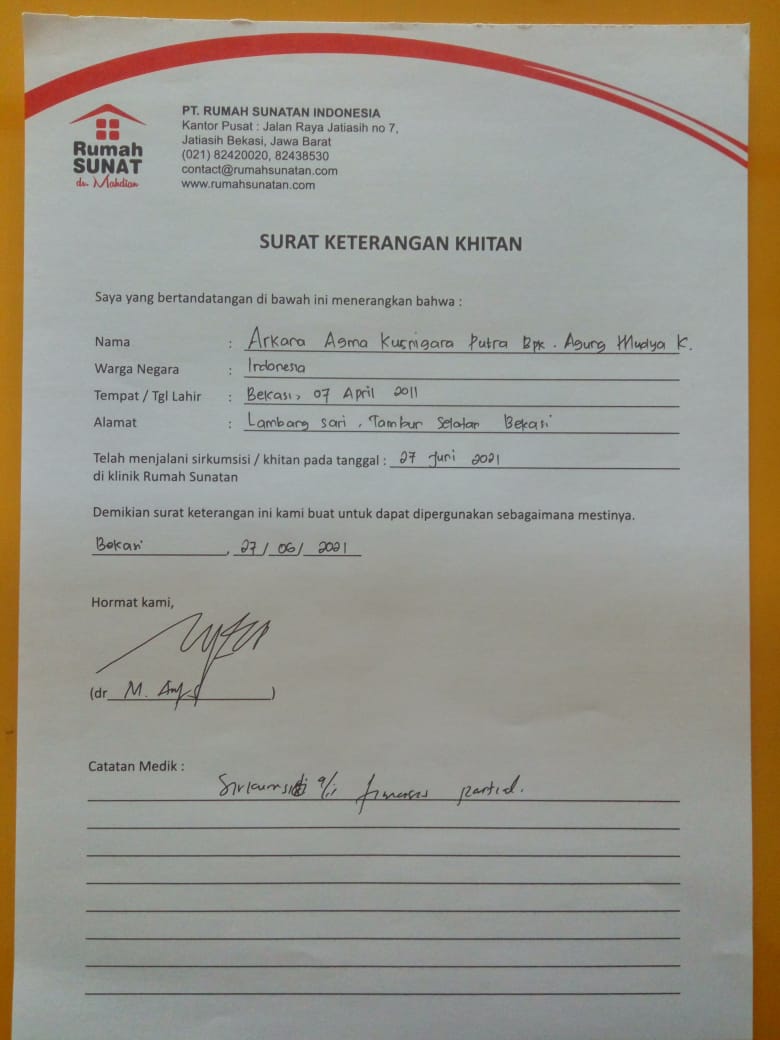 Rumah
SUNAT
dr. Mahdian
PT. RUMAH SUNATAN INDONESIA
Kantor Pusat : Jalan Raya Jatiasih no 7,
Jatiasih Bekasi, Jawa Barat
(021) 82420020, 82438530
contact@rumahsunatan.com
www.rumahsunatan.com
SURAT KETERANGAN KHITAN
Saya yang bertandatangan di bawah ini menerangkan bahwa :
Nama : Arkara Agma Kusnigara Putra Bpk. Agung Mudya K.
Warga Negara : Indonesia
Tempat / Tgl Lahir : Bekasi, 07 April 2011
Alamat : Lambang sari, Tambun Selatan Bekasi
Telah menjalani sirkumsisi / khitan pada tanggal : 27 Juni 2021
di klinik Rumah Sunatan
Demikian surat keterangan ini kami buat untuk dapat dipergunakan sebagaimana mestinya.
Bekasi, 27/06/2021
Hormat kami,
(dr M. )
Catatan Medik :
Sirkumsisi partial.